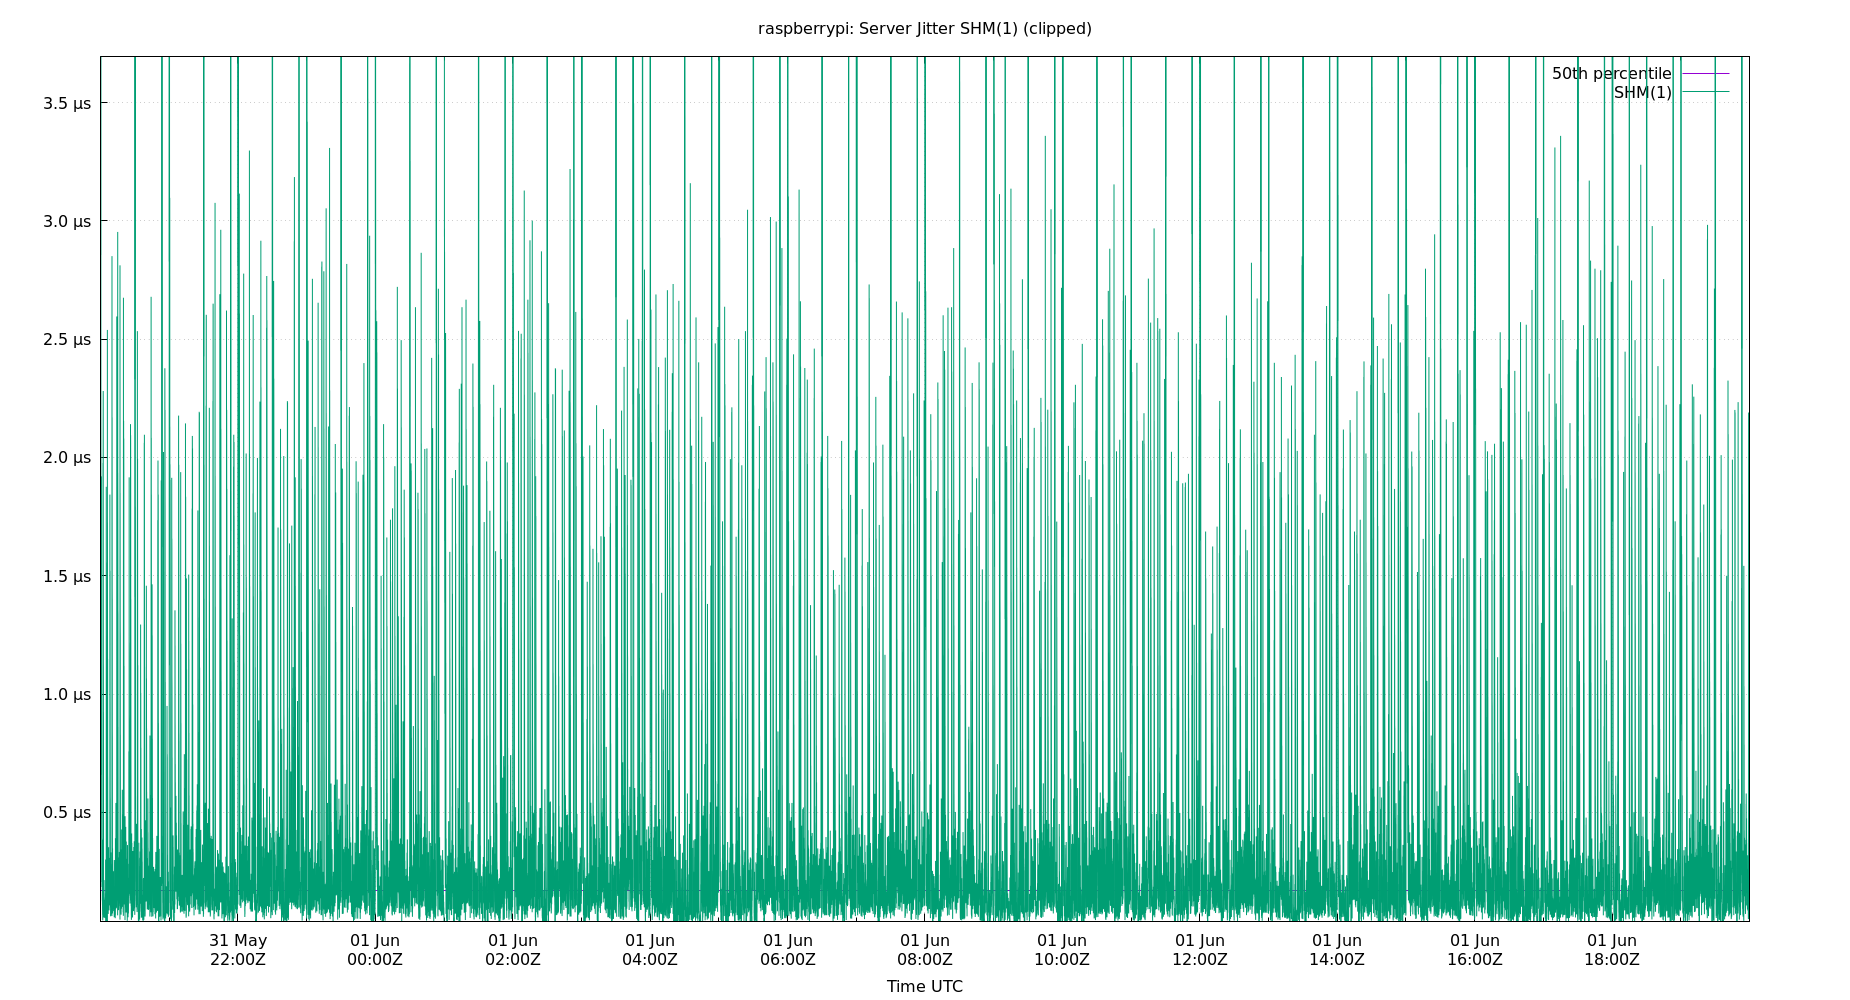 raspberrypi: Server Jitter SHM(1) (clipped)
50th percentile
SHM(1)
3.5 µs
3.0 µs
2.5 µs
2.0 µs
1.5 µs
1.0 µs
0.5 µs
31 May 01 Jun 01 Jun 01 Jun 01 Jun 01 Jun 01 Jun 01 Jun 01 Jun 01 Jun 01 Jun
22:00Z 00:00Z 02:00Z 04:00Z 06:00Z 08:00Z 10:00Z 12:00Z 14:00Z 16:00Z 18:00Z
Time UTC